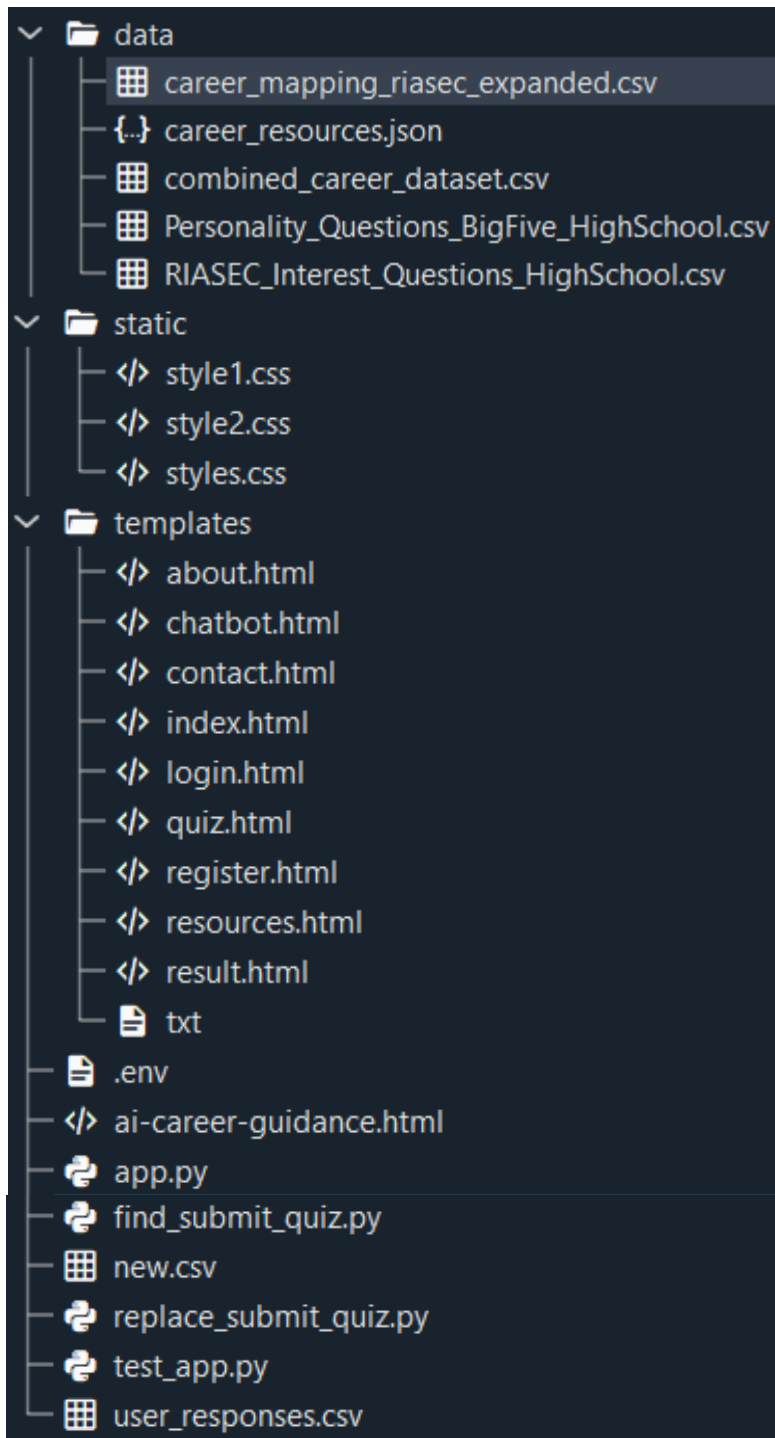 data
career_mapping_riasec_expanded.csv
{...} career_resources.json
combined_career_dataset.csv
Personality_Questions_BigFive_HighSchool.csv
RIASEC_Interest_Questions_HighSchool.csv
static
</> style1.css
</> style2.css
</> styles.css
templates
</> about.html
</> chatbot.html
</> contact.html
</> index.html
</> login.html
</> quiz.html
</> register.html
</> resources.html
</> result.html
txt
.env
</> ai-career-guidance.html
app.py
find_submit_quiz.py
new.csv
replace_submit_quiz.py
test_app.py
user_responses.csv